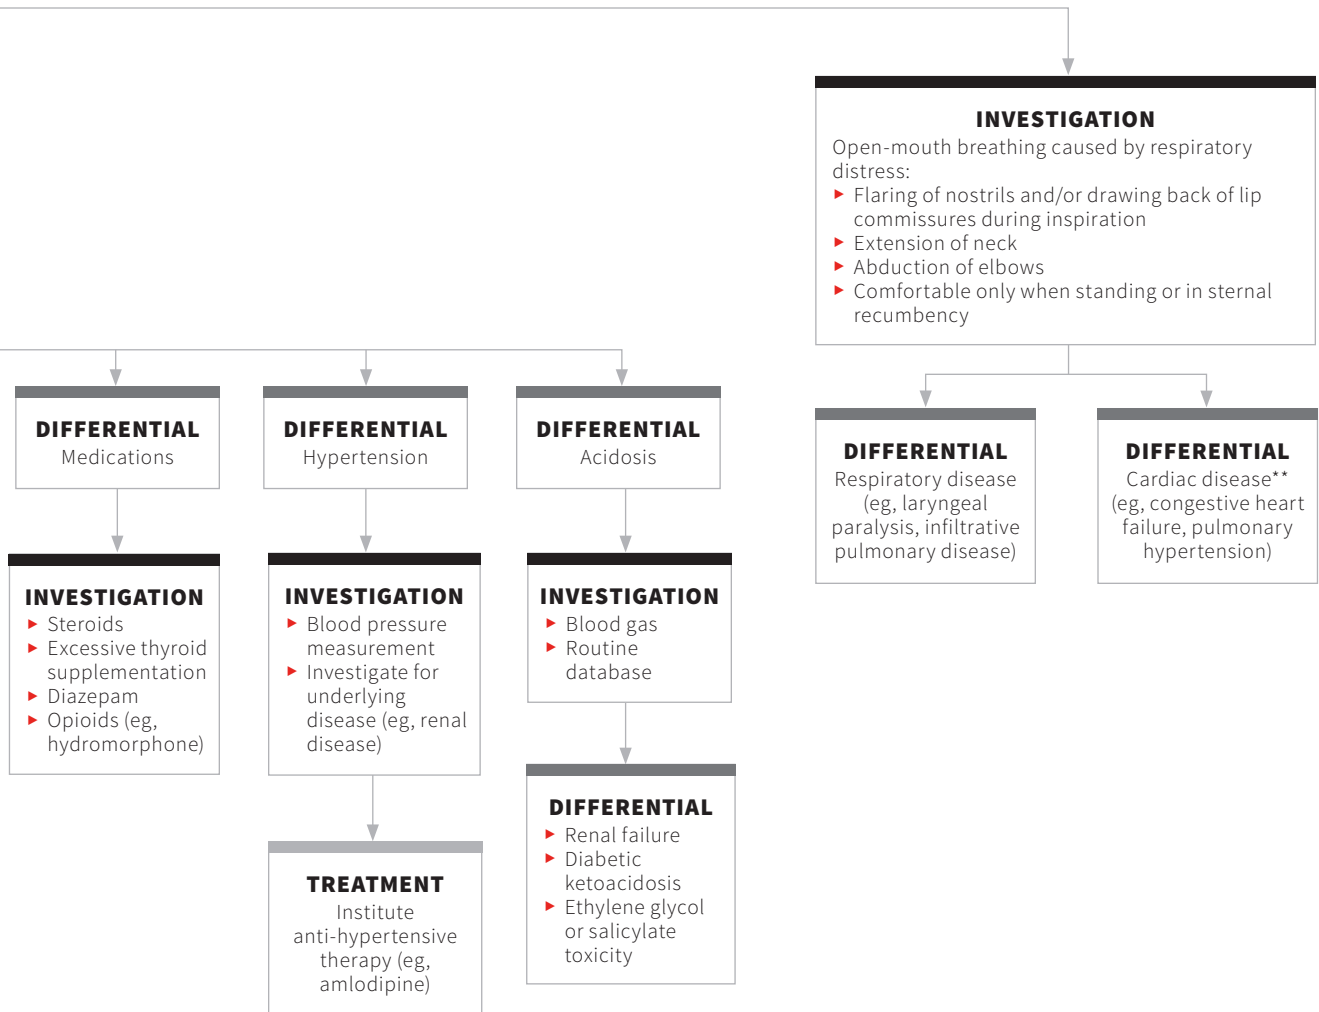 INVESTIGATION
Open-mouth breathing caused by respiratory
distress:
► Flaring of nostrils and/or drawing back of lip
commissures during inspiration
► Extension of neck
► Abduction of elbows
► Comfortable only when standing or in sternal
recumbency
DIFFERENTIAL
Medications
DIFFERENTIAL
Hypertension
DIFFERENTIAL
Acidosis
DIFFERENTIAL
Respiratory disease
(eg, laryngeal
paralysis, infiltrative
pulmonary disease)
DIFFERENTIAL
Cardiac disease**
(eg, congestive heart
failure, pulmonary
hypertension)
INVESTIGATION
► Steroids
► Excessive thyroid
supplementation
► Diazepam
► Opioids (eg,
hydromorphone)
INVESTIGATION
► Blood pressure
measurement
► Investigate for
underlying
disease (eg, renal
disease)
INVESTIGATION
► Blood gas
► Routine
database
TREATMENT
Institute
anti-hypertensive
therapy (eg,
amlodipine)
DIFFERENTIAL
► Renal failure
► Diabetic
ketoacidosis
► Ethylene glycol
or salicylate
toxicity